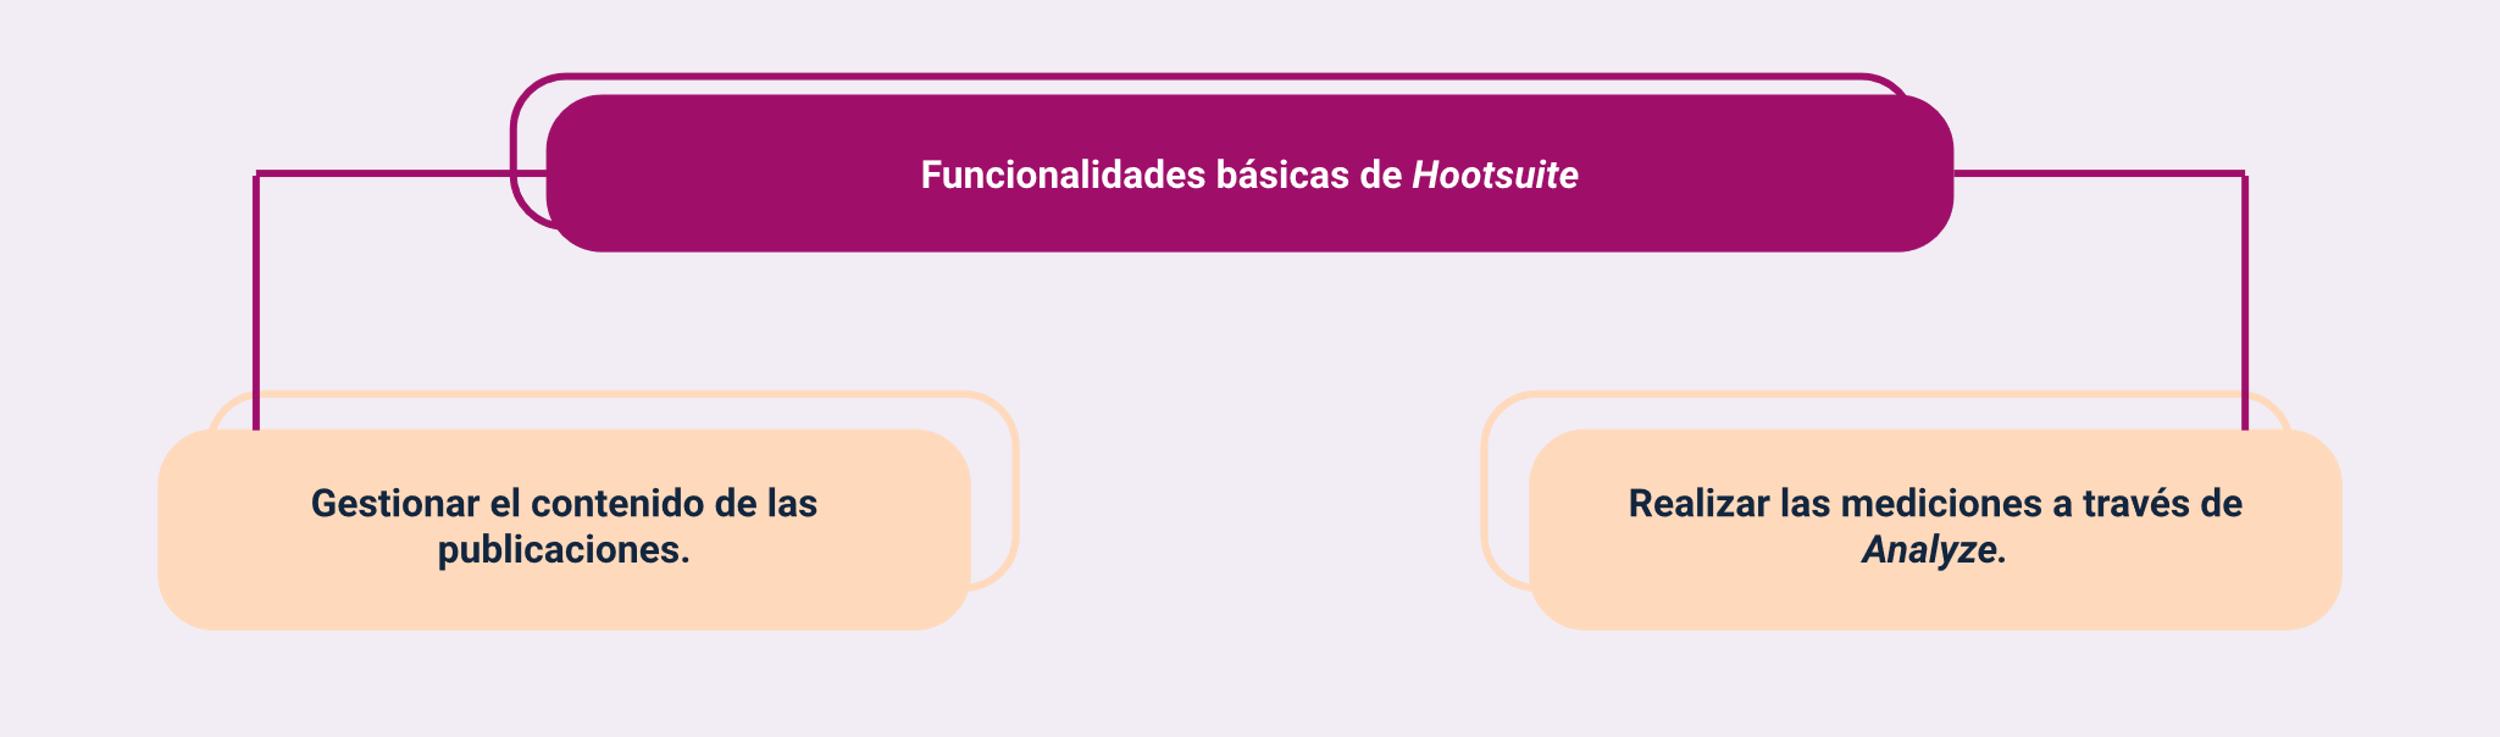 Funcionalidades básicas de Hootsuite
Gestionar el contenido de las
publicaciones.
Realizar las mediciones a través de
Analyze.